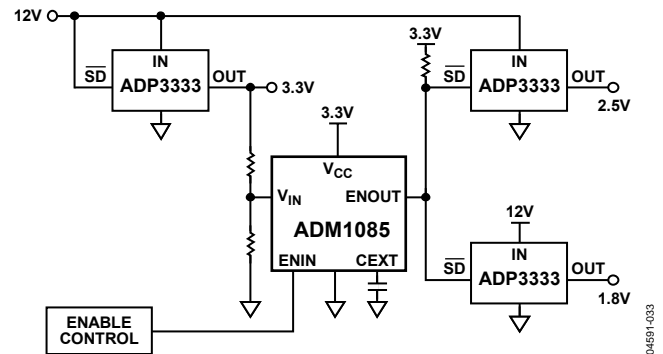 12V
3.3V
IN
SD
ADP3333
OUT
3.3V
IN
SD
ADP3333
OUT
2.5V
3.3V
VCC
VIN
ENOUT
ADM1085
ENIN
CEXT
12V
IN
SD
ADP3333
OUT
1.8V
ENABLE
CONTROL
04591-033